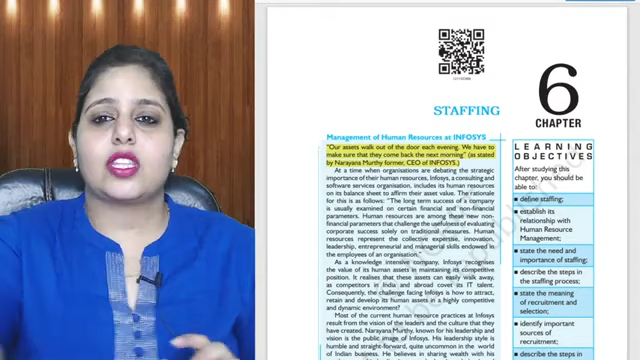 6
CHAPTER
STAFFING
Management of Human Resources at INFOSYS
"Our assets walk out of the door each evening. We have to
make sure that they come back the next morning" (as stated
by Narayana Murthy former, CEO of INFOSYS.)
At a time when organisations are debating the strategic
importance of their human resources, Infosys, a consulting and
software services organisation, includes its human resources
on its balance sheet to affirm their asset value. The rationale
for this is as follows: "The long term success of a company
is usually examined on certain financial and non-financial
parameters. Human resources are among these new non-
financial parameters that challenge the usefulness of evaluating
corporate success solely on traditional measures. Human
resources represent the collective expertise, innovation,
leadership, entrepreneurial and managerial skills endowed in
the employees of an organisation."
As a knowledge intensive company, Infosys recognises
the value of its human assets in maintaining its competitive
position. It realises that these assets can easily walk away,
as competitors in India and abroad covet its IT talent.
Consequently, the challenge facing Infosys is how to attract,
retain and develop its human assets in a highly competitive
and dynamic environment?
Most of the current human resource practices at Infosys
result from the vision of the leaders and the culture that they
have created. Narayana Murthy, known for his leadership and
vision is the public image of Infosys. His leadership style
is humble and straight-forward, quite uncommon in the world
of Indian business. He believes in sharing wealth with his
LEARNING
OBJECTIVES
After studying this
chapter, you should be
able to:
define staffing;
establish its
relationship with
Human Resource
Management;
state the need and
importance of staffing;
describe the steps
in the staffing process;
state the meaning
of recruitment and
selection;
identify important
sources of
recruitment;
describe the steps in